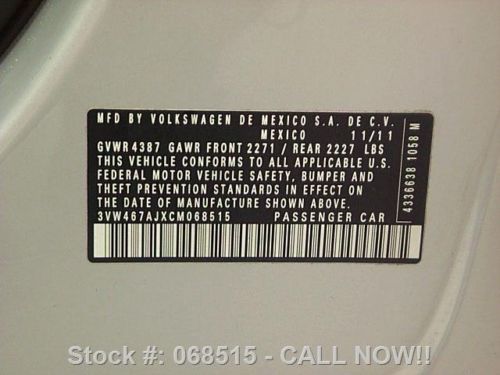 MFD BY VOLKSWAGEN DE MEXICO S.A. DE C.V.
MEXICO 11/11
GVWR 4387 GAWR FRONT 2271 / REAR 2227 LBS
THIS VEHICLE CONFORMS TO ALL APPLICABLE U.S.
FEDERAL MOTOR VEHICLE SAFETY, BUMPER AND
THEFT PREVENTION STANDARDS IN EFFECT ON
THE DATE OF MANUFACTURE SHOWN ABOVE.
3VW467AJXCM068515 PASSENGER CAR
4336638 1058 M
Stock #: 068515 - CALL NOW!!